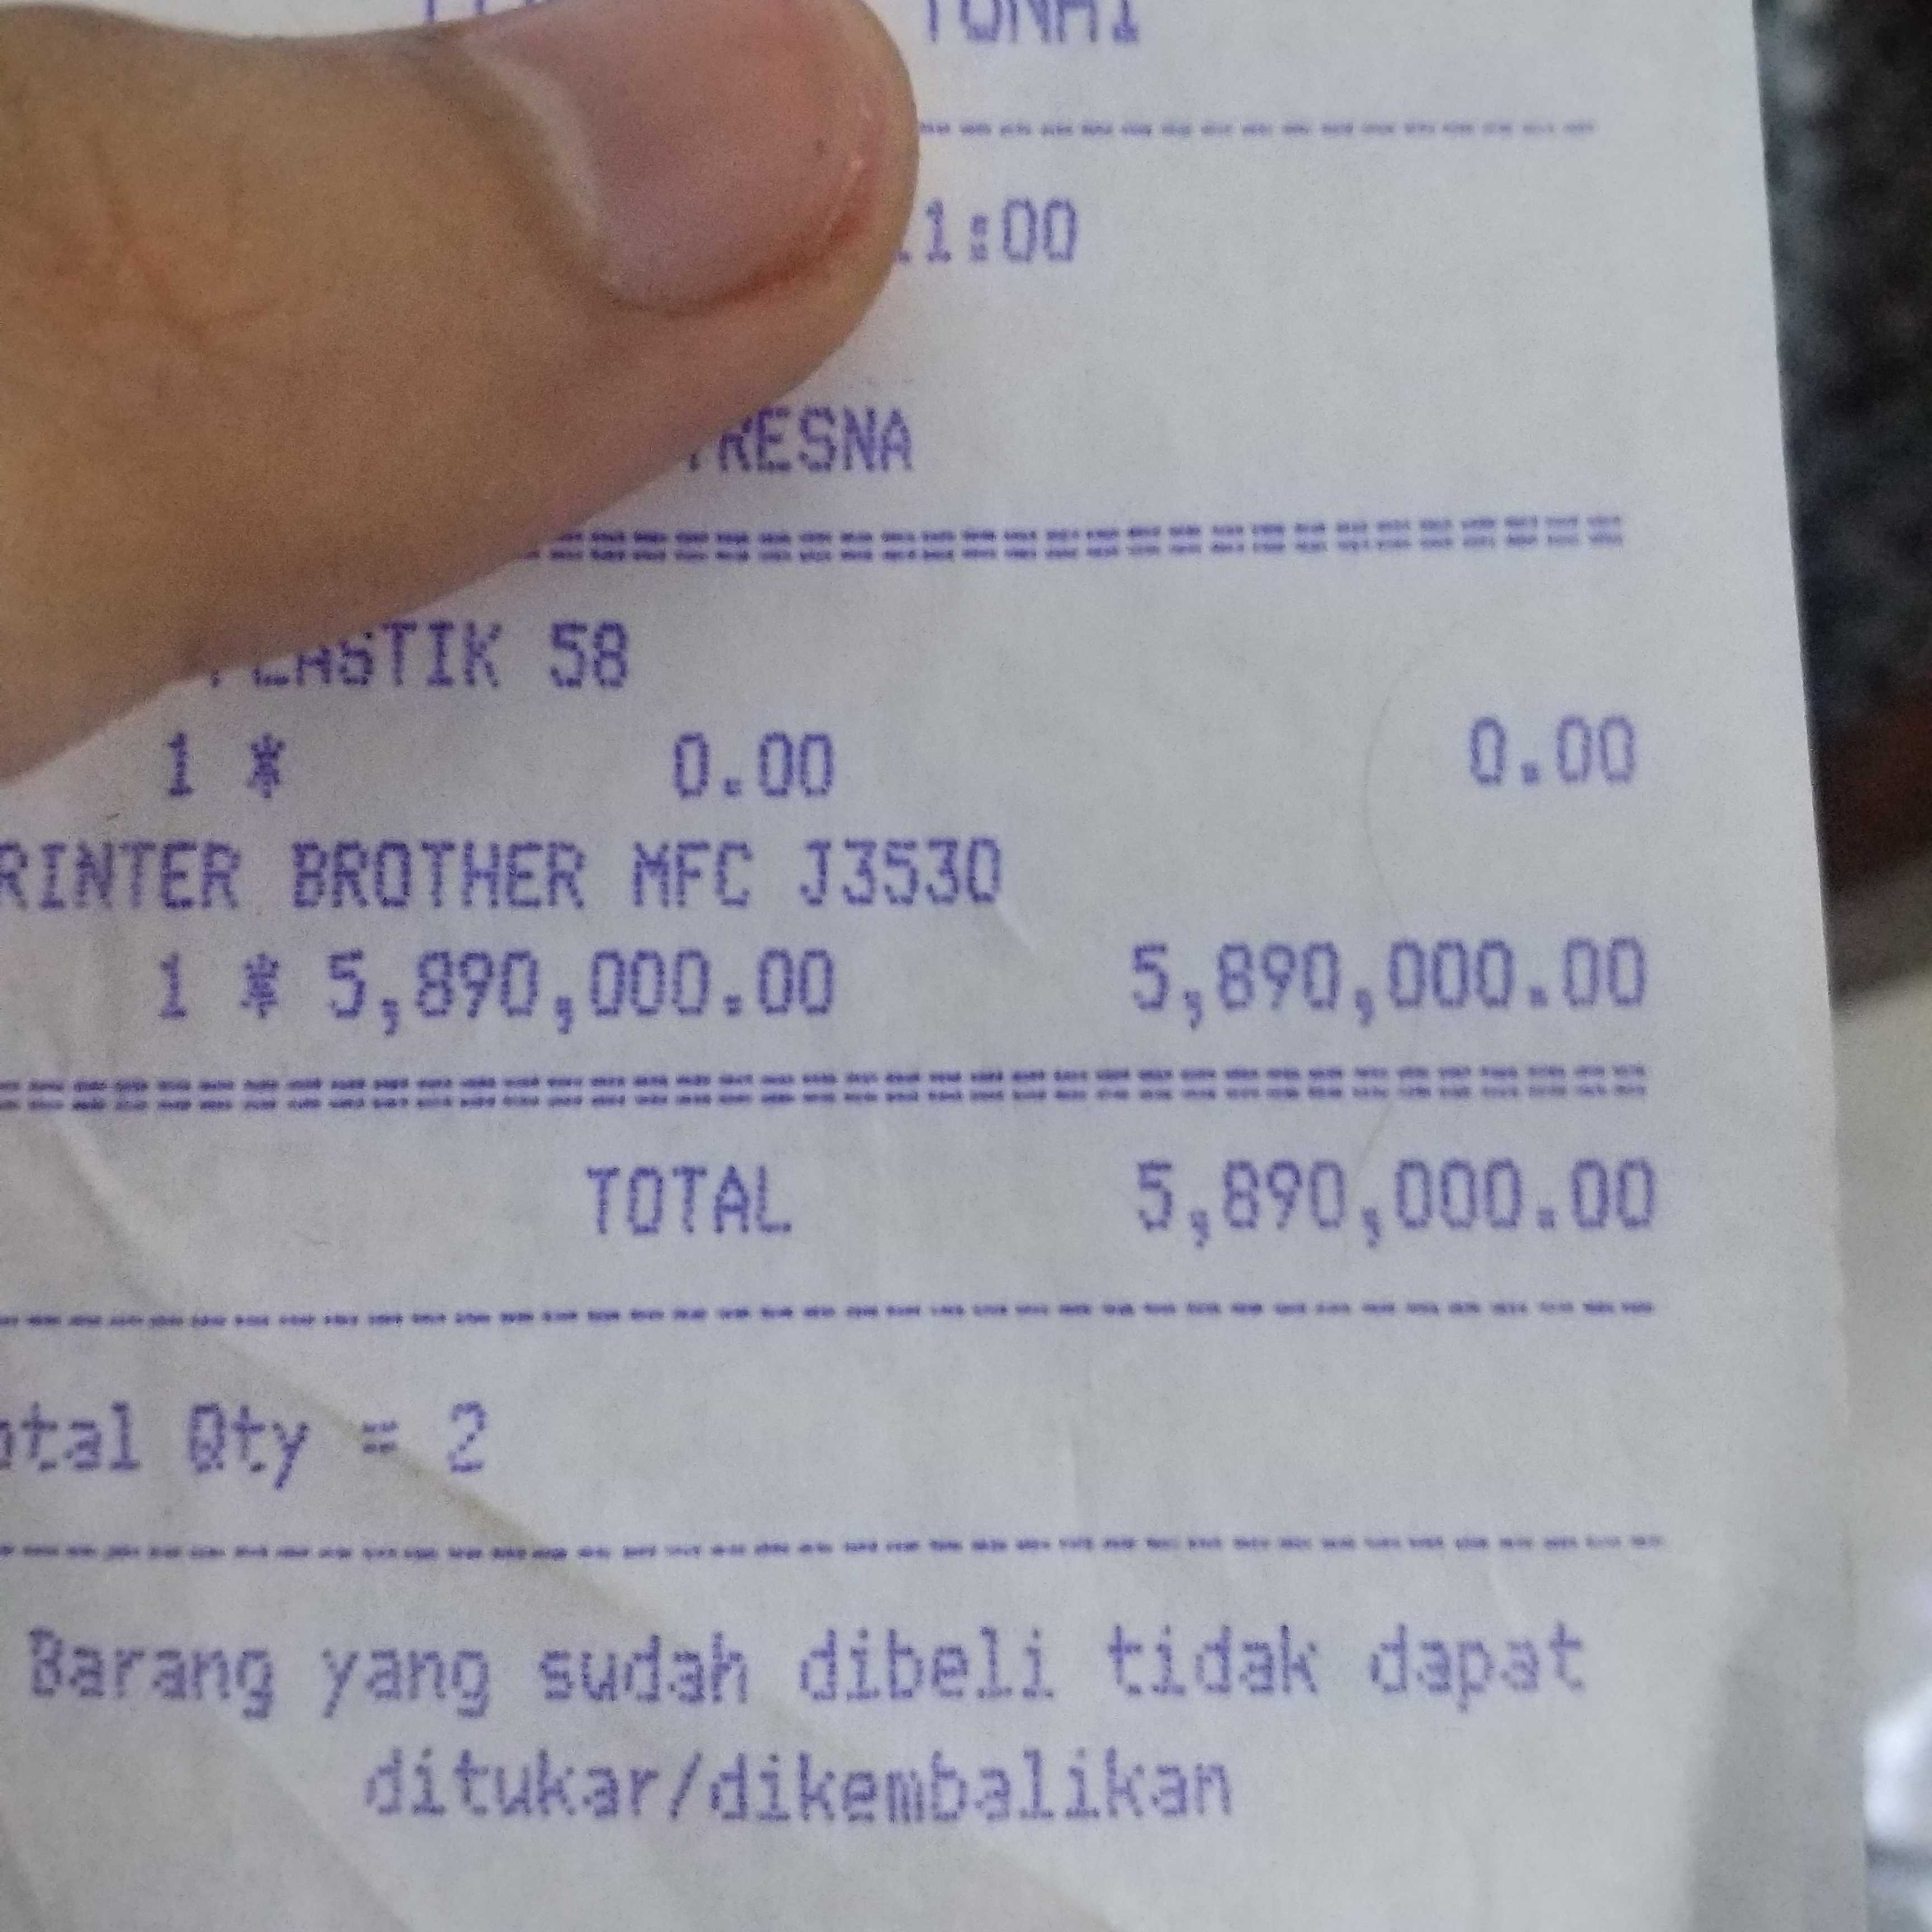 TUNAI
1:00
RESNA
PLASTIK 58
1 * 0.00 0.00
RINTER BROTHER MFC J3530
1 * 5,890,000.00 5,890,000.00
TOTAL 5,890,000.00
otal Qty = 2
Barang yang sudah dibeli tidak dapat
ditukar/dikembalikan